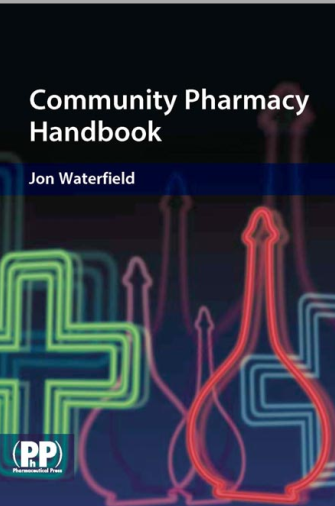 Community Pharmacy
Handbook
Jon Waterfield
(PhP)
Pharmaceutical Press